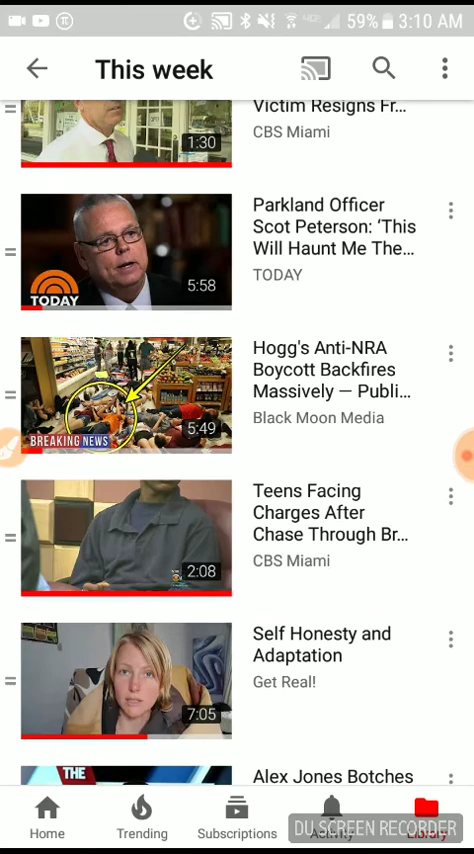 59% 3:10 AM
This week
Victim Resigns Fr...
CBS Miami
1:30
Parkland Officer
Scot Peterson: ‘This
Will Haunt Me The...
TODAY
5:58
TODAY
Hogg's Anti-NRA
Boycott Backfires
Massively — Publi...
Black Moon Media
5:49
BREAKING NEWS
Teens Facing
Charges After
Chase Through Br...
CBS Miami
2:08
Self Honesty and
Adaptation
Get Real!
7:05
THE
Alex Jones Botches
Home
Trending
Subscriptions
Activity
Library
DU SCREEN RECORDER